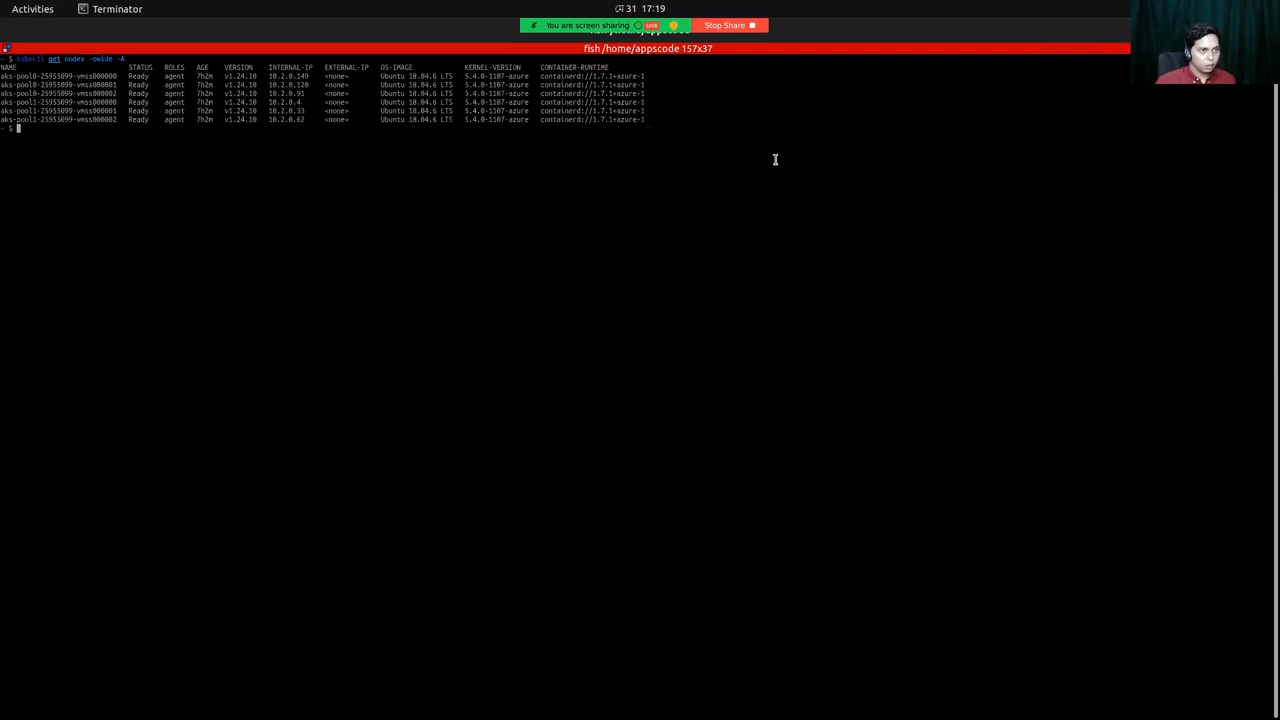 Activities Terminator ৩১ 17:19
You are screen sharing LIVE Stop Share
fish /home/appscode 157x37
~ $ kubectl get nodes -owide -A
NAME STATUS ROLES AGE VERSION INTERNAL-IP EXTERNAL-IP OS-IMAGE KERNEL-VERSION CONTAINER-RUNTIME
aks-pool0-25955099-vmss000000 Ready agent 7h2m v1.24.10 10.2.0.149 <none> Ubuntu 18.04.6 LTS 5.4.0-1107-azure containerd://1.7.1+azure-1
aks-pool0-25955099-vmss000001 Ready agent 7h2m v1.24.10 10.2.0.120 <none> Ubuntu 18.04.6 LTS 5.4.0-1107-azure containerd://1.7.1+azure-1
aks-pool0-25955099-vmss000002 Ready agent 7h2m v1.24.10 10.2.0.91 <none> Ubuntu 18.04.6 LTS 5.4.0-1107-azure containerd://1.7.1+azure-1
aks-pool1-25955099-vmss000000 Ready agent 7h2m v1.24.10 10.2.0.4 <none> Ubuntu 18.04.6 LTS 5.4.0-1107-azure containerd://1.7.1+azure-1
aks-pool1-25955099-vmss000001 Ready agent 7h2m v1.24.10 10.2.0.33 <none> Ubuntu 18.04.6 LTS 5.4.0-1107-azure containerd://1.7.1+azure-1
aks-pool1-25955099-vmss000002 Ready agent 7h2m v1.24.10 10.2.0.62 <none> Ubuntu 18.04.6 LTS 5.4.0-1107-azure containerd://1.7.1+azure-1
~ $